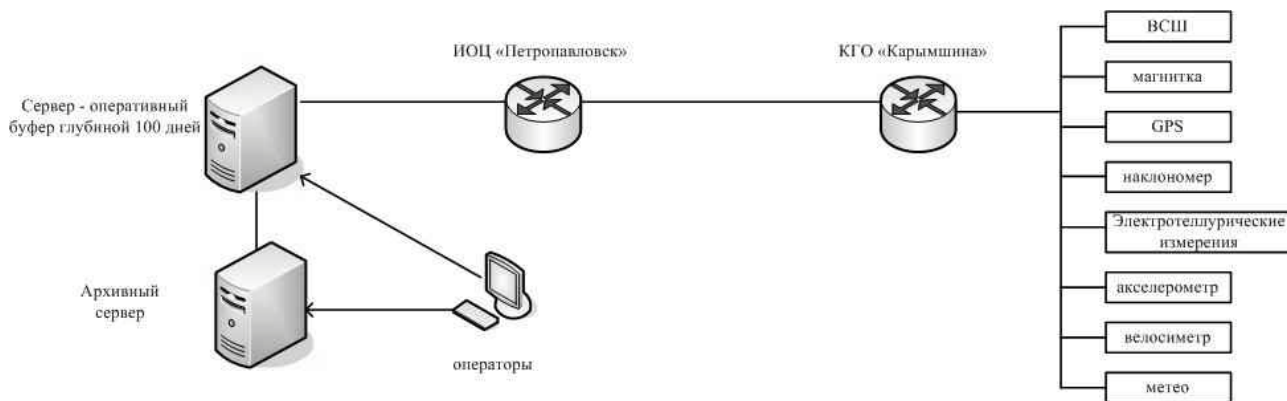 Сервер - оперативный
буфер глубиной 100 дней
ИОЦ «Петропавловск»
КГО «Карымшина»
ВСШ
магнитка
GPS
наклономер
Электротеллурические
измерения
акселерометр
велосиметр
метео
Архивный
сервер
операторы